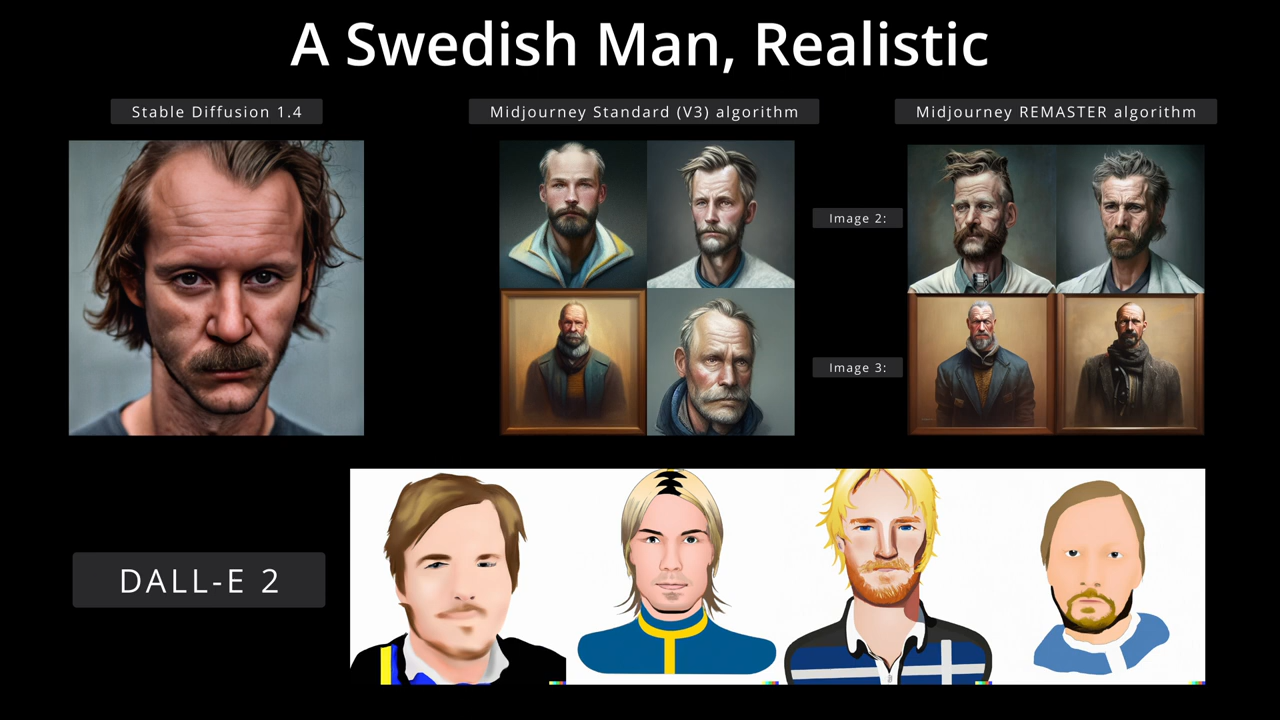 A Swedish Man, Realistic
Stable Diffusion 1.4
Midjourney Standard (V3) algorithm
Midjourney REMASTER algorithm
Image 2:
Image 3:
DALL-E 2